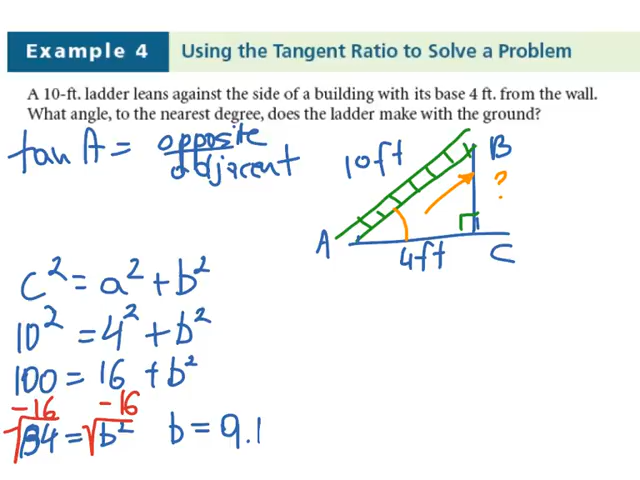 Example 4 Using the Tangent Ratio to Solve a Problem
A 10-ft. ladder leans against the side of a building with its base 4 ft. from the wall.
What angle, to the nearest degree, does the ladder make with the ground?
tan A = opposite
adjacent
10ft
B
?
A
4ft
C
c² = a² + b²
10² = 4² + b²
100 = 16 + b²
-16 -16
√84 = √b² b = 9.1